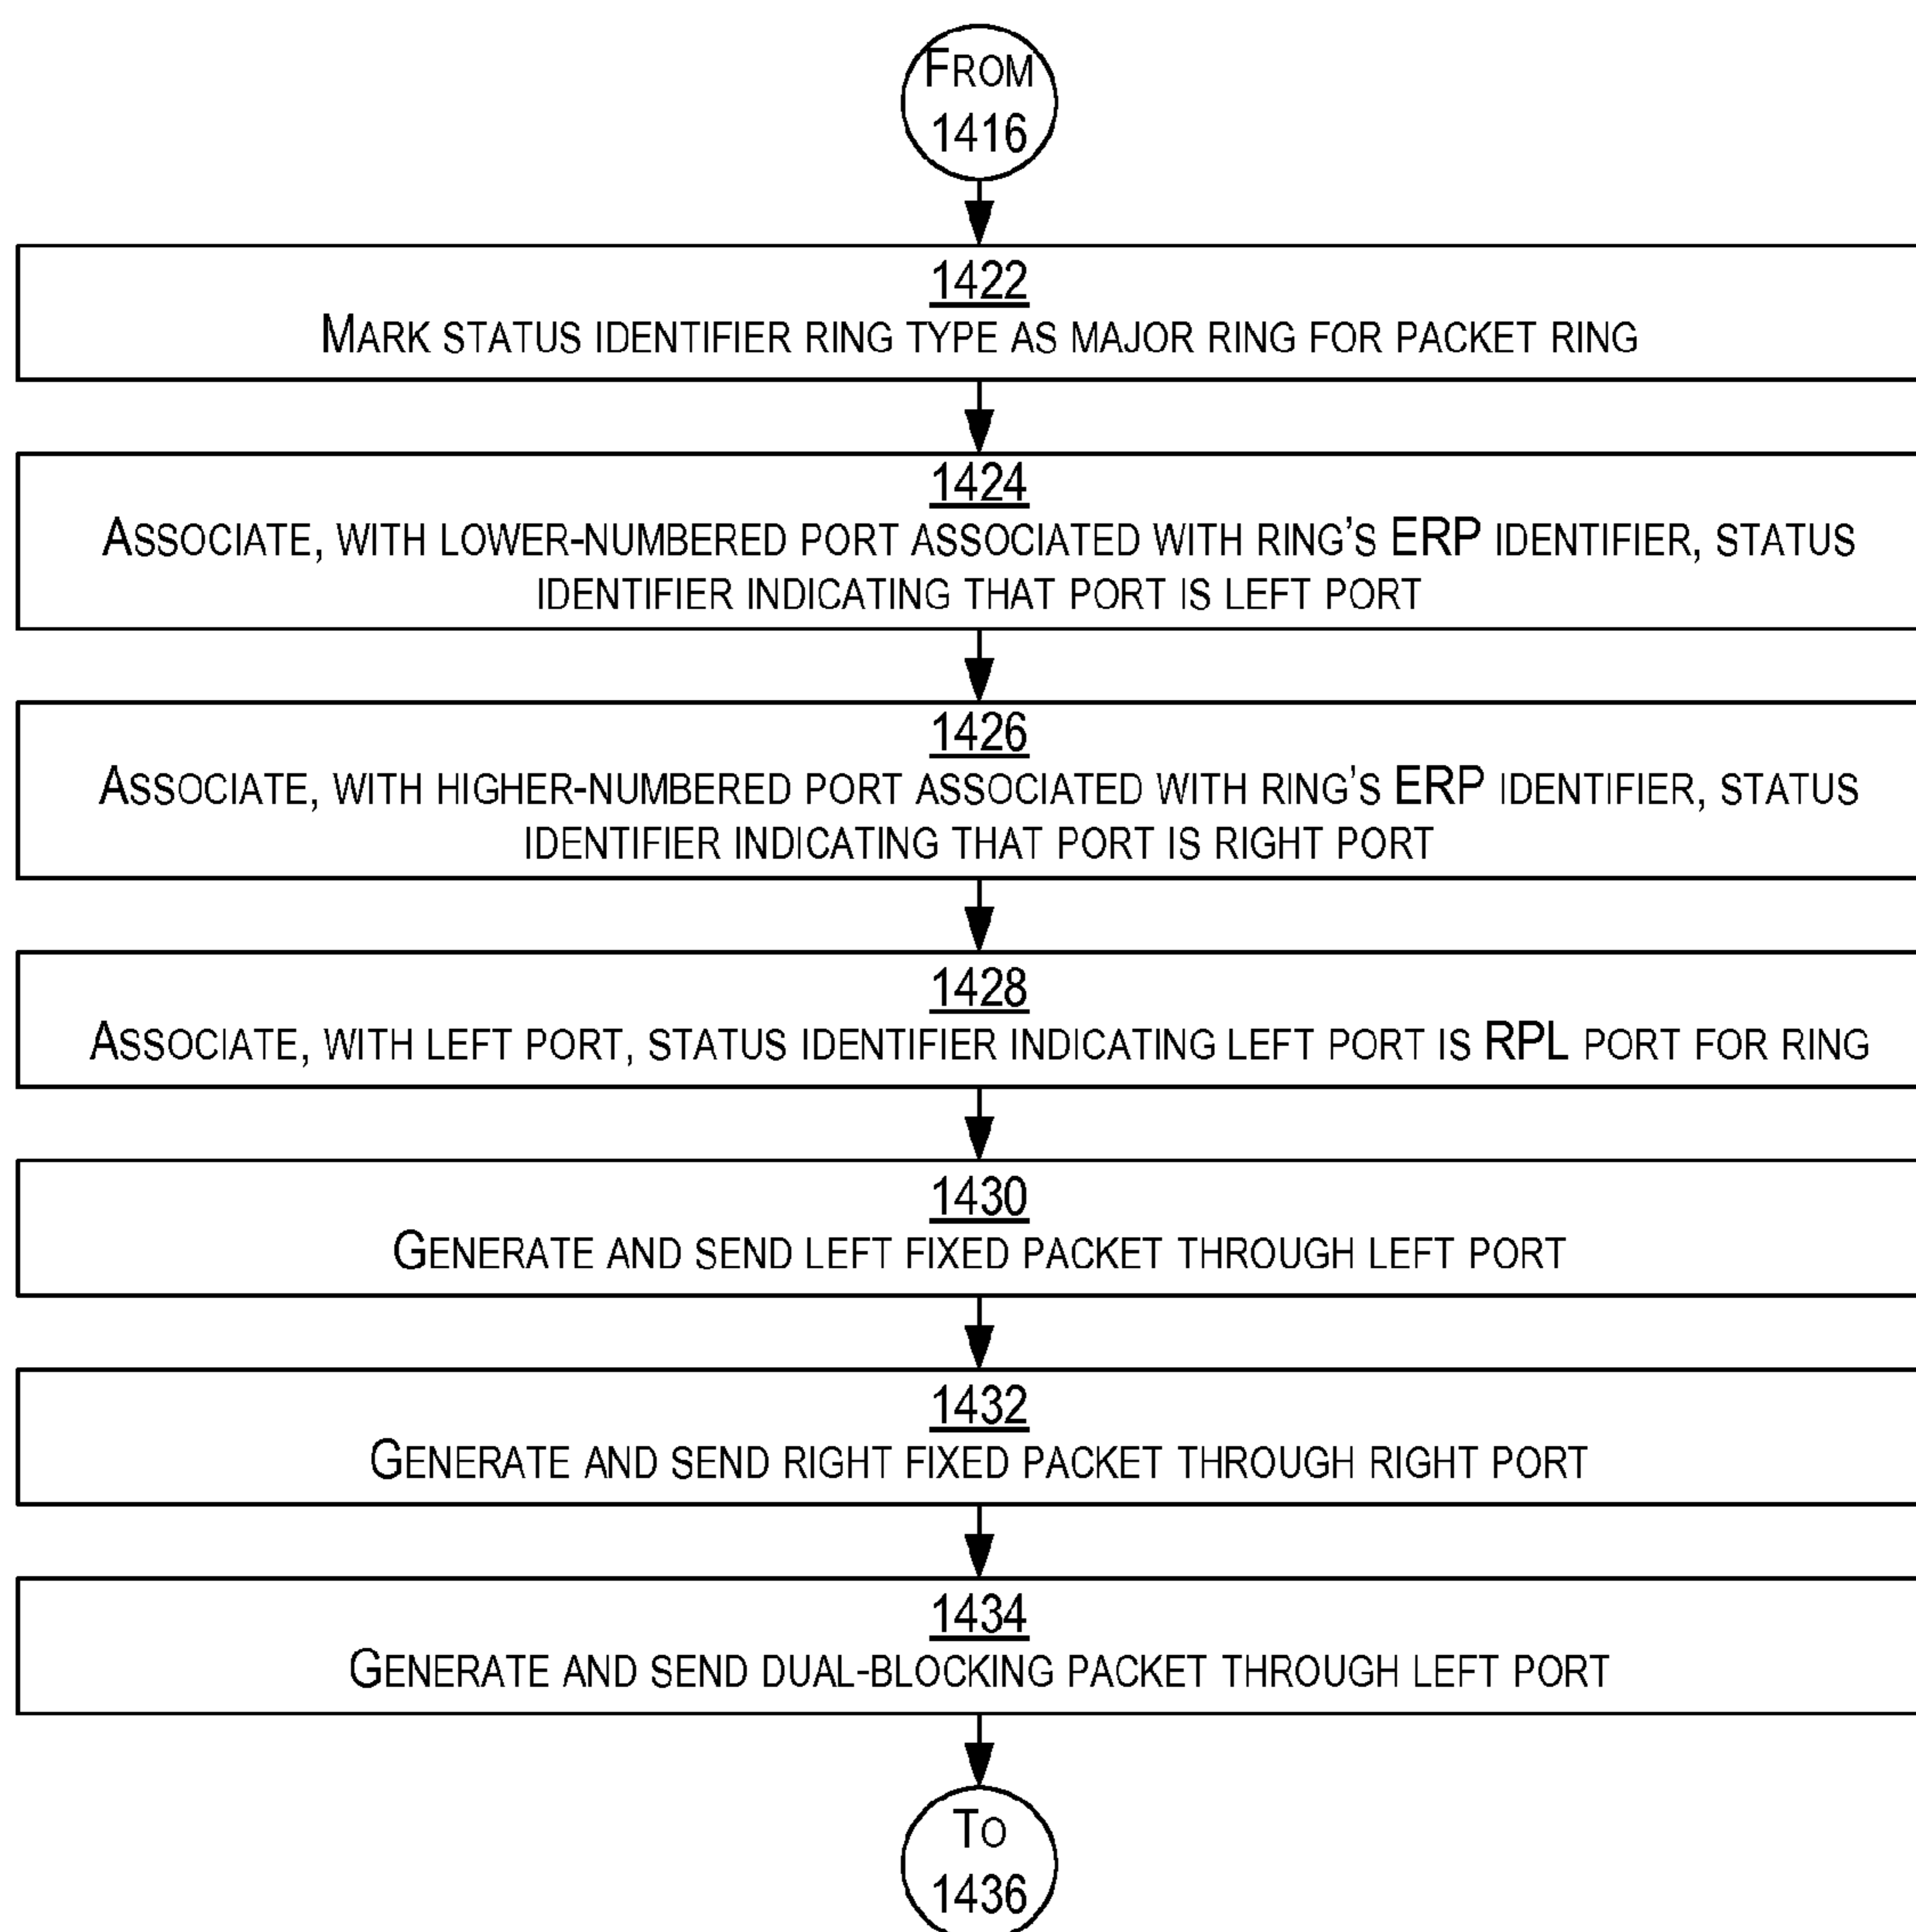 FROM
1416
1422
MARK STATUS IDENTIFIER RING TYPE AS MAJOR RING FOR PACKET RING
1424
ASSOCIATE, WITH LOWER-NUMBERED PORT ASSOCIATED WITH RING'S ERP IDENTIFIER, STATUS
IDENTIFIER INDICATING THAT PORT IS LEFT PORT
1426
ASSOCIATE, WITH HIGHER-NUMBERED PORT ASSOCIATED WITH RING'S ERP IDENTIFIER, STATUS
IDENTIFIER INDICATING THAT PORT IS RIGHT PORT
1428
ASSOCIATE, WITH LEFT PORT, STATUS IDENTIFIER INDICATING LEFT PORT IS RPL PORT FOR RING
1430
GENERATE AND SEND LEFT FIXED PACKET THROUGH LEFT PORT
1432
GENERATE AND SEND RIGHT FIXED PACKET THROUGH RIGHT PORT
1434
GENERATE AND SEND DUAL-BLOCKING PACKET THROUGH LEFT PORT
TO
1436